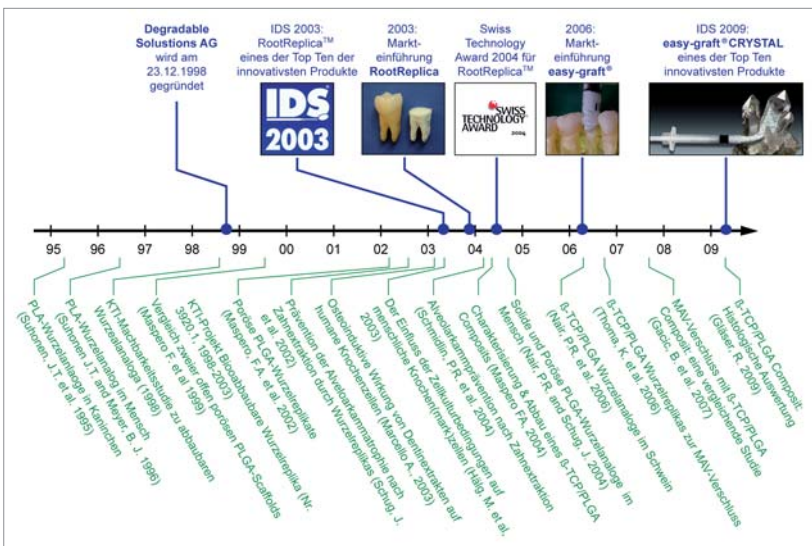 Degradable
Solustions AG
wird am
23.12.1998
gegründet
IDS 2003:
RootReplica™
eines der Top Ten der
innovativsten Produkte
IDS
2003
2003:
Markt-
einführung
RootReplica
Swiss
Technology
Award 2004 für
RootReplica™
SWISS
TECHNOLOGY
AWARD
2004
2006:
Markt-
einführung
easy-graft®
IDS 2009:
easy-graft®CRYSTAL
eines der Top Ten
innovativsten Produkte
95 96 97 98 99 00 01 02 03 04 05 06 07 08 09
PLA-Wurzelanaloge in Kaninchen
(Suhonen, J.T. et al. 1995)
PLA-Wurzelanalog im Mensch
(Suhonen J.T. and Meyer, B. J. 1996)
KTI-Machbarkeitsstudie zu abbaubaren
Wurzelanaloga (1998)
Vergleich zweier offen porösen PLGA-Scaffolds
(Maspero F. et al 1999)
KTI-Projekt Bioabbaubare Wurzelreplika (Nr.
3920.1, 1998-2003)
Poröse PLGA-Wurzelreplikate
(Maspero, F.A. et al. 2002)
Prävention der Alveolarkammatrophie nach
Zahnextraktion durch Wurzelreplikas (Schug, J.
et al. 2002)
Osteoinduktive Wirkung von Dentinextrakten auf
humane Knochenzellen (Marcello A., 2003)
Der Einfluss der Zellkulturbedingungen auf
menschliche Knochen(mark)zellen (Hälg, M. et al.
2003)
Alveolarkammprävention nach Zahnextraktion
(Schmidlin, P.R. et al. 2004)
Charakterisierung & Abbau eines ß-TCP/PLGA
Composits (Maspero FA. 2004)
Solide und Poröse PLGA-Wurzelanaloge im
Mensch (Nair, P.R. and Schug, J. 2004)
ß-TCP/PLGA Wurzelanaloge im Schwein
(Nair, P.R. et al. 2006)
ß-TCP/PLGA Wurzelreplikas zur MAV-Verschluss
(Thoma, K. et al. 2006)
MAV-Verschluss mit ß-TCP/PLGA
Composit: eine vergleichende Studie
(Gacic, B. et al. 2007)
ß-TCP/PLGA Composit:
Histologische Auswertung
(Gläser, R. 2009)